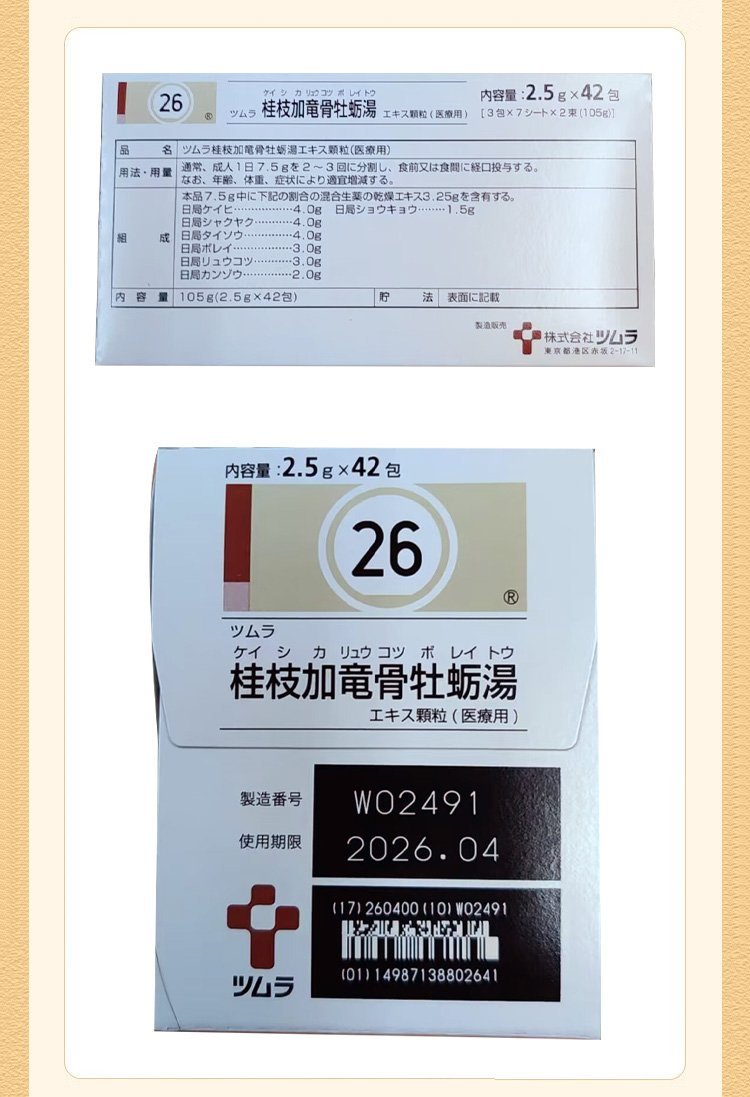 26
®
ケイ シ カ リュウ コツ ボ レイ トウ
ツムラ 桂枝加竜骨牡蛎湯 エキス顆粒(医療用)
内容量:2.5g×42包
[3包×7シート×2束(105g)]
品名 ツムラ桂枝加竜骨牡蛎湯エキス顆粒(医療用)
用法・用量 通常、成人1日7.5gを2~3回に分割し、食前又は食間に経口投与する。
なお、年齢、体重、症状により適宜増減する。
組成 本品7.5g中に下記の割合の混合生薬の乾燥エキス3.25gを含有する。
日局ケイヒ……………4.0g 日局ショウキョウ………1.5g
日局シャクヤク………4.0g
日局タイソウ…………4.0g
日局ボレイ……………3.0g
日局リュウコツ………3.0g
日局カンゾウ…………2.0g
内容量 105g(2.5g×42包) 貯法 表面に記載
製造販売
株式会社ツムラ
東京都港区赤坂2-17-11
内容量:2.5g×42包
26
®
ツムラ
ケイ シ カ リュウ コツ ボ レイ トウ
桂枝加竜骨牡蛎湯
エキス顆粒(医療用)
製造番号 W02491
使用期限 2026.04
(17)260400(10)W02491
(01)14987138802641
ツムラ